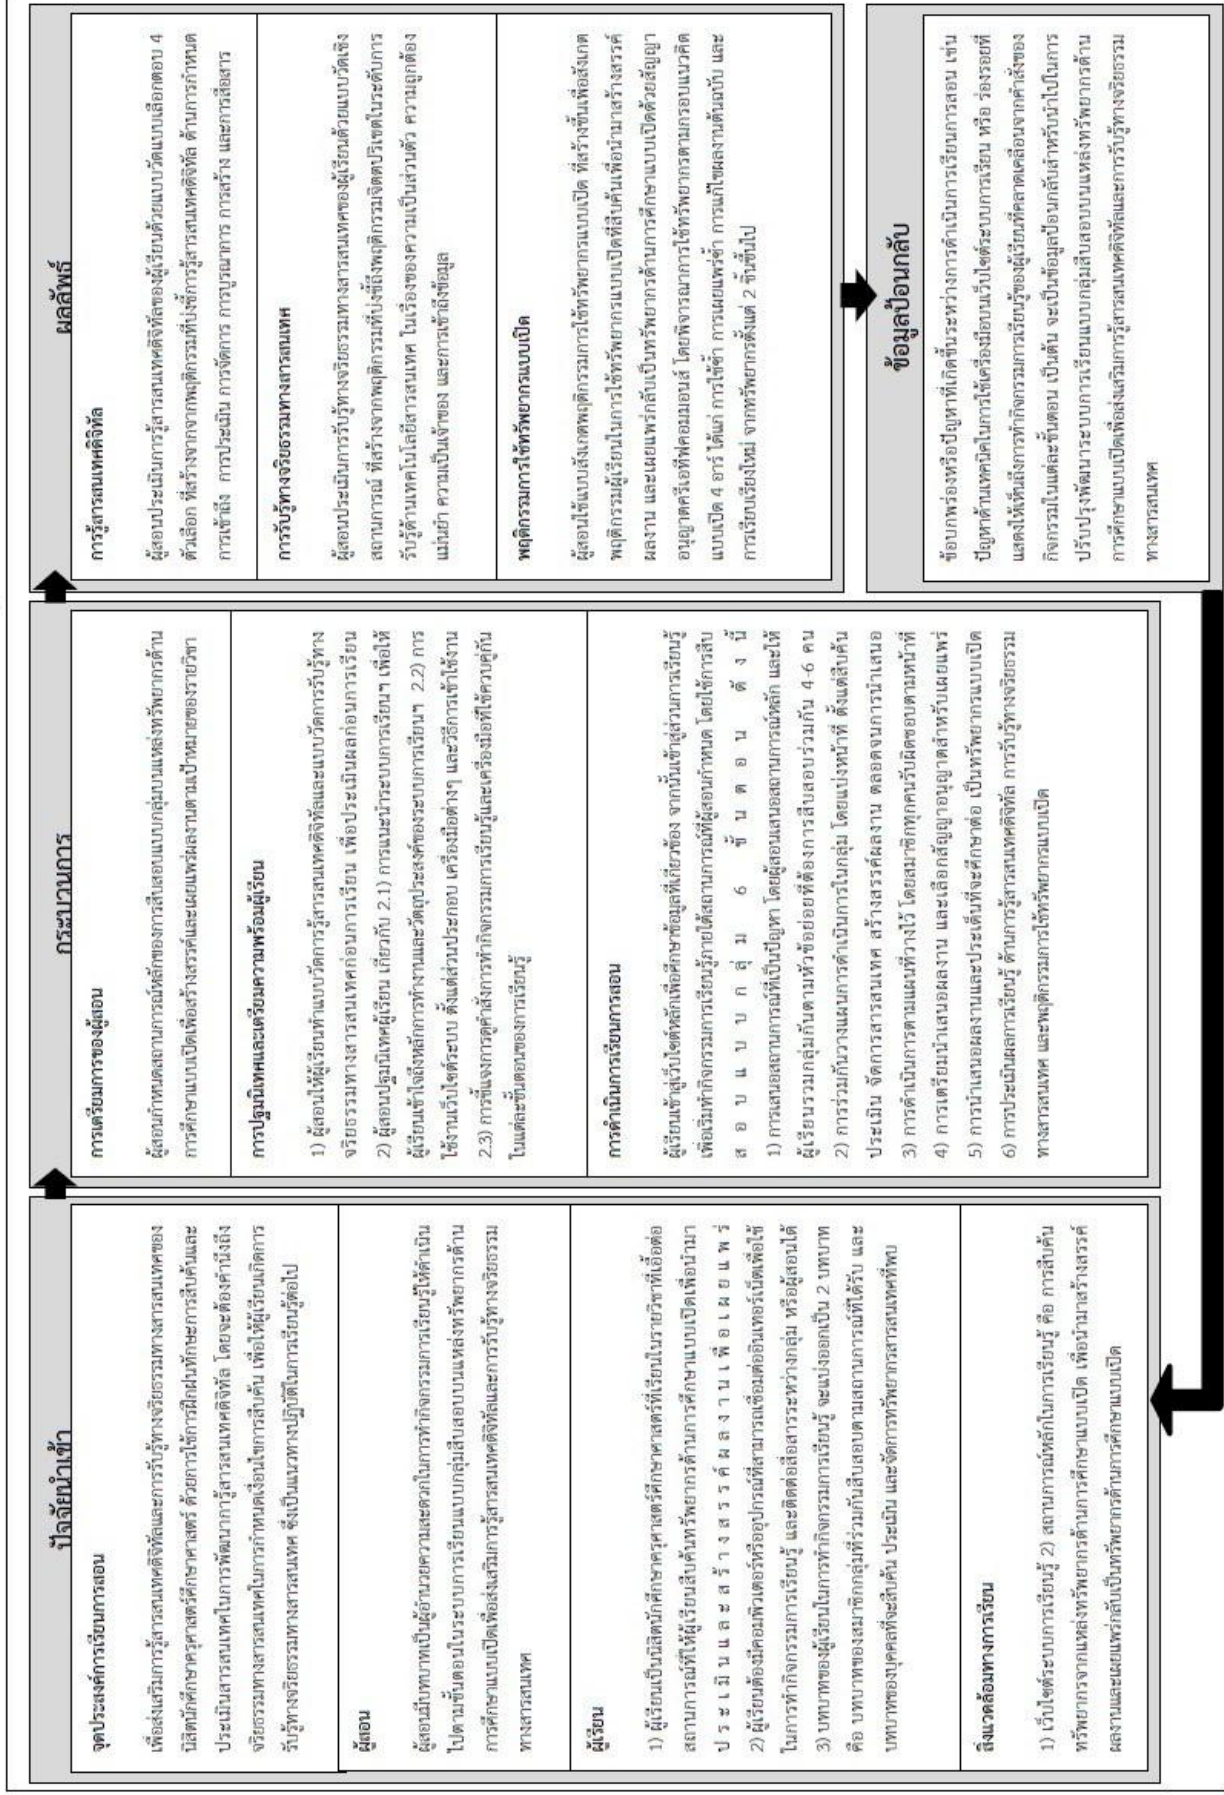 ปัจจัยนำเข้า
จุดประสงค์การเรียนการสอน
เพื่อส่งเสริมการรู้สารสนเทศดิจิทัลและการรับรู้ทางจริยธรรมทางสารสนเทศของ
นิสิตนักศึกษาครุศาสตร์ศึกษาศาสตร์ ด้วยการใช้การฝึกฝนทักษะการสืบค้นและ
ประเมินสารสนเทศในการพัฒนาการรู้สารสนเทศดิจิทัล โดยจะต้องคำนึงถึง
จริยธรรมทางสารสนเทศในการกำหนดเงื่อนไขการสืบค้น เพื่อให้ผู้เรียนเกิดการ
รับรู้ทางจริยธรรมทางสารสนเทศ ซึ่งเป็นแนวทางปฏิบัติในการเรียนรู้ต่อไป
ผู้สอน
ผู้สอนมีบทบาทเป็นผู้อำนวยความสะดวกในการทำกิจกรรมการเรียนรู้ให้ดำเนิน
ไปตามขั้นตอนในระบบการเรียนแบบกลุ่มสืบสอบบนแหล่งทรัพยากรด้าน
การศึกษาแบบเปิดเพื่อส่งเสริมการรู้สารสนเทศดิจิทัลและการรับรู้ทางจริยธรรม
ทางสารสนเทศ
ผู้เรียน
1) ผู้เรียนเป็นนิสิตนักศึกษาครุศาสตร์ศึกษาศาสตร์ที่เรียนในรายวิชาที่เอื้อต่อ
สถานการณ์ที่ให้ผู้เรียนสืบค้นทรัพยากรด้านการศึกษาแบบเปิดเพื่อนำมา
ประเมินและสร้างสรรค์ผลงานเพื่อเผยแพร่
2) ผู้เรียนต้องมีคอมพิวเตอร์หรืออุปกรณ์ที่สามารถเชื่อมต่ออินเทอร์เน็ตเพื่อใช้
ในการทำกิจกรรมการเรียนรู้ และติดต่อสื่อสารระหว่างกลุ่ม หรือผู้สอนได้
3) บทบาทของผู้เรียนในการทำกิจกรรมการเรียนรู้ จะแบ่งออกเป็น 2 บทบาท
คือ บทบาทของสมาชิกกลุ่มที่ร่วมกันสืบสอบตามสถานการณ์ที่ได้รับ และ
บทบาทของบุคคลที่จะสืบค้น ประเมิน และจัดการทรัพยากรสารสนเทศที่พบ
สิ่งแวดล้อมทางการเรียน
1) เว็บไซต์ระบบการเรียนรู้ 2) สถานการณ์หลักในการเรียนรู้ คือ การสืบค้น
ทรัพยากรจากแหล่งทรัพยากรด้านการศึกษาแบบเปิด เพื่อนำมาสร้างสรรค์
ผลงานและเผยแพร่กลับเป็นทรัพยากรด้านการศึกษาแบบเปิด
กระบวนการ
การเตรียมการของผู้สอน
ผู้สอนกำหนดสถานการณ์หลักของการสืบสอบแบบกลุ่มบนแหล่งทรัพยากรด้าน
การศึกษาแบบเปิดเพื่อสร้างสรรค์และเผยแพร่ผลงานตามเป้าหมายของรายวิชา
การปฐมนิเทศและเตรียมความพร้อมผู้เรียน
1) ผู้สอนให้ผู้เรียนทำแบบวัดการรู้สารสนเทศดิจิทัลและแบบวัดการรับรู้ทาง
จริยธรรมทางสารสนเทศก่อนการเรียน เพื่อประเมินผลก่อนการเรียน
2) ผู้สอนปฐมนิเทศผู้เรียน เกี่ยวกับ 2.1) การแนะนำระบบการเรียนฯ เพื่อให้
ผู้เรียนเข้าใจถึงหลักการทำงานและวัตถุประสงค์ของระบบการเรียนฯ 2.2) การ
ใช้งานเว็บไซต์ระบบ ตั้งแต่ส่วนประกอบ เครื่องมือต่างๆ และวิธีการเข้าใช้งาน
2.3) การชี้แจงการดูคำสั่งการทำกิจกรรมการเรียนรู้และเครื่องมือที่ใช้ควบคู่กัน
ในแต่ละขั้นตอนของการเรียนรู้
การดำเนินการเรียนการสอน
ผู้เรียนเข้าสู่เว็บไซต์หลักเพื่อศึกษาข้อมูลที่เกี่ยวข้อง จากนั้นเข้าสู่ส่วนการเรียนรู้
เพื่อเริ่มทำกิจกรรมการเรียนรู้ภายใต้สถานการณ์ที่ผู้สอนกำหนด โดยใช้การสืบ
สอบแบบกลุ่ม 6 ขั้นตอน ดังนี้
1) การเสนอสถานการณ์ที่เป็นปัญหา โดยผู้สอนเสนอสถานการณ์หลัก และให้
ผู้เรียนรวมกลุ่มกันตามหัวข้อย่อยที่ต้องการสืบสอบร่วมกัน 4-6 คน
2) การร่วมกันวางแผนการดำเนินการในกลุ่ม โดยแบ่งหน้าที่ ตั้งแต่สืบค้น
ประเมิน จัดการสารสนเทศ สร้างสรรค์ผลงาน ตลอดจนการนำเสนอ
3) การดำเนินการตามแผนที่วางไว้ โดยสมาชิกทุกคนรับผิดชอบตามหน้าที่
4) การเตรียมนำเสนอผลงาน และเลือกสัญญาอนุญาตสำหรับเผยแพร่
5) การนำเสนอผลงานและประเด็นที่จะศึกษาต่อ เป็นทรัพยากรแบบเปิด
6) การประเมินผลการเรียนรู้ ด้านการรู้สารสนเทศดิจิทัล การรับรู้ทางจริยธรรม
ทางสารสนเทศ และพฤติกรรมการใช้ทรัพยากรแบบเปิด
ผลลัพธ์
การรู้สารสนเทศดิจิทัล
ผู้สอนประเมินการรู้สารสนเทศดิจิทัลของผู้เรียนด้วยแบบวัดแบบเลือกตอบ 4
ตัวเลือก ที่สร้างจากจากพฤติกรรมที่บ่งชี้การรู้สารสนเทศดิจิทัล ด้านการกำหนด
การเข้าถึง การประเมิน การจัดการ การบูรณาการ การสร้าง และการสื่อสาร
การรับรู้ทางจริยธรรมทางสารสนเทศ
ผู้สอนประเมินการรับรู้ทางจริยธรรมทางสารสนเทศของผู้เรียนด้วยแบบวัดเชิง
สถานการณ์ ที่สร้างจากพฤติกรรมที่บ่งชี้ถึงพฤติกรรมจิตตปริเขตในระดับการ
รับรู้ด้านเทคโนโลยีสารสนเทศ ในเรื่องของความเป็นส่วนตัว ความถูกต้อง
แม่นยำ ความเป็นเจ้าของ และการเข้าถึงข้อมูล
พฤติกรรมการใช้ทรัพยากรแบบเปิด
ผู้สอนใช้แบบสังเกตพฤติกรรมการใช้ทรัพยากรแบบเปิด ที่สร้างขึ้นเพื่อสังเกต
พฤติกรรมผู้เรียนในการใช้ทรัพยากรแบบเปิดที่สืบค้นเพื่อนำมาสร้างสรรค์
ผลงาน และเผยแพร่กลับเป็นทรัพยากรด้านการศึกษาแบบเปิดด้วยสัญญา
อนุญาตครีเอทีฟคอมมอนส์ โดยพิจารณาการใช้ทรัพยากรตามกรอบแนวคิด
แบบเปิด 4 อาร์ ได้แก่ การใช้ซ้ำ การเผยแพร่ซ้ำ การแก้ไขผลงานต้นฉบับ และ
การเรียบเรียงใหม่ จากทรัพยากรตั้งแต่ 2 ชิ้นขึ้นไป
ข้อมูลป้อนกลับ
ข้อบกพร่องหรือปัญหาที่เกิดขึ้นระหว่างการดำเนินการเรียนการสอน เช่น
ปัญหาด้านเทคนิคในการใช้เครื่องมือบนเว็บไซต์ระบบการเรียน หรือ ร่องรอยที่
แสดงให้เห็นถึงการทำกิจกรรมการเรียนรู้ของผู้เรียนที่คลาดเคลื่อนจากคำสั่งของ
กิจกรรมในแต่ละขั้นตอน เป็นต้น จะเป็นข้อมูลป้อนกลับสำหรับนำไปในการ
ปรับปรุงพัฒนาระบบการเรียนแบบกลุ่มสืบสอบบนแหล่งทรัพยากรด้าน
การศึกษาแบบเปิดเพื่อส่งเสริมการรู้สารสนเทศดิจิทัลและการรับรู้ทางจริยธรรม
ทางสารสนเทศ